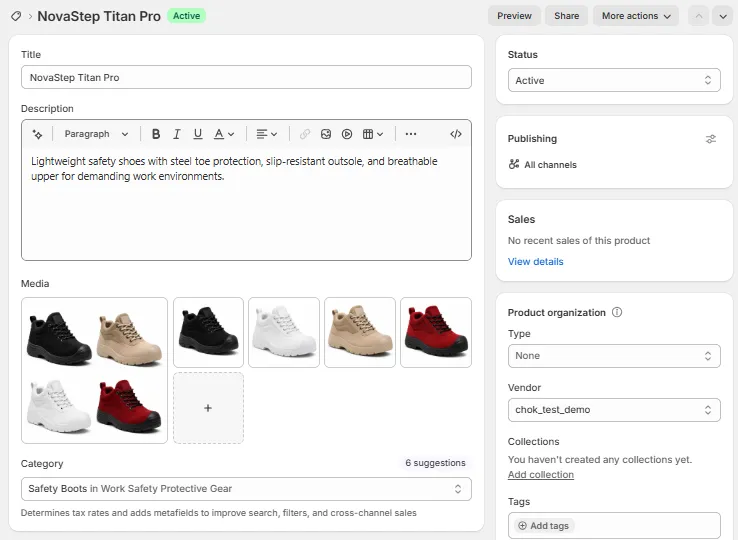 NovaStep Titan Pro Active
Preview
Share
More actions
Title
NovaStep Titan Pro
Description
Paragraph
B I U A
Lightweight safety shoes with steel toe protection, slip-resistant outsole, and breathable
upper for demanding work environments.
Media
Category
6 suggestions
Safety Boots in Work Safety Protective Gear
Determines tax rates and adds metafields to improve search, filters, and cross-channel sales
Status
Active
Publishing
All channels
Sales
No recent sales of this product
View details
Product organization
Type
None
Vendor
chok_test_demo
Collections
You haven't created any collections yet.
Add collection
Tags
Add tags